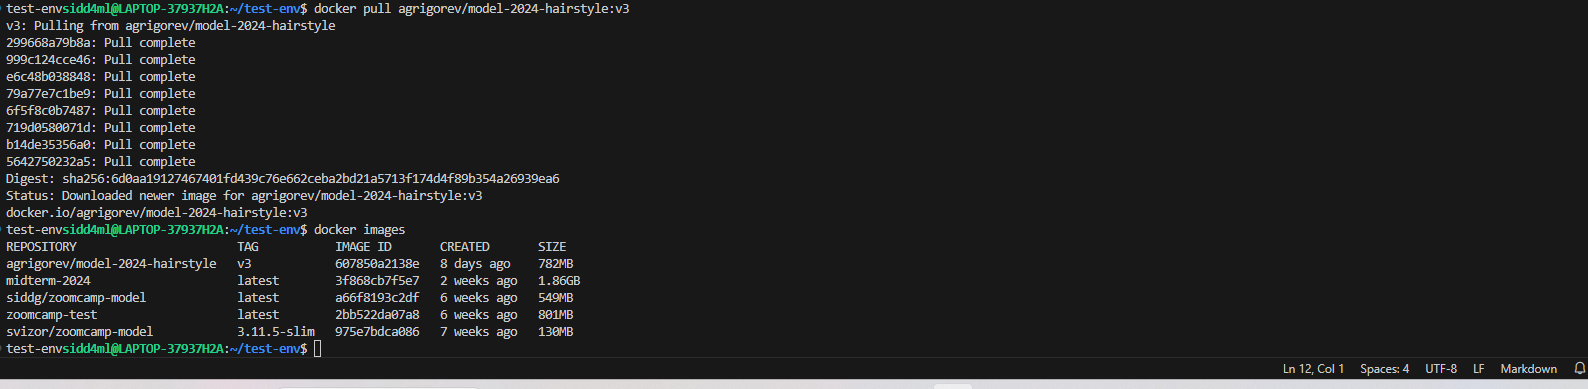 test-envsidd4ml@LAPTOP-37937H2A:~/test-env$ docker pull agrigorev/model-2024-hairstyle:v3
v3: Pulling from agrigorev/model-2024-hairstyle
299668a79b8a: Pull complete
999c124cce46: Pull complete
e6c48b038848: Pull complete
79a77e7c1be9: Pull complete
6f5f8c0b7487: Pull complete
719d0580071d: Pull complete
b14de35356a0: Pull complete
5642750232a5: Pull complete
Digest: sha256:6d0aa19127467401fd439c76e662ceba2bd21a5713f174d4f89b354a26939ea6
Status: Downloaded newer image for agrigorev/model-2024-hairstyle:v3
docker.io/agrigorev/model-2024-hairstyle:v3
test-envsidd4ml@LAPTOP-37937H2A:~/test-env$ docker images
REPOSITORY TAG IMAGE ID CREATED SIZE
agrigorev/model-2024-hairstyle v3 607850a2138e 8 days ago 782MB
midterm-2024 latest 3f868cb7f5e7 2 weeks ago 1.86GB
siddg/zoomcamp-model latest a66f8193c2df 6 weeks ago 549MB
zoomcamp-test latest 2bb522da07a8 6 weeks ago 801MB
svizor/zoomcamp-model 3.11.5-slim 975e7bdca086 7 weeks ago 130MB
test-envsidd4ml@LAPTOP-37937H2A:~/test-env$
Ln 12, Col 1 Spaces: 4 UTF-8 LF Markdown